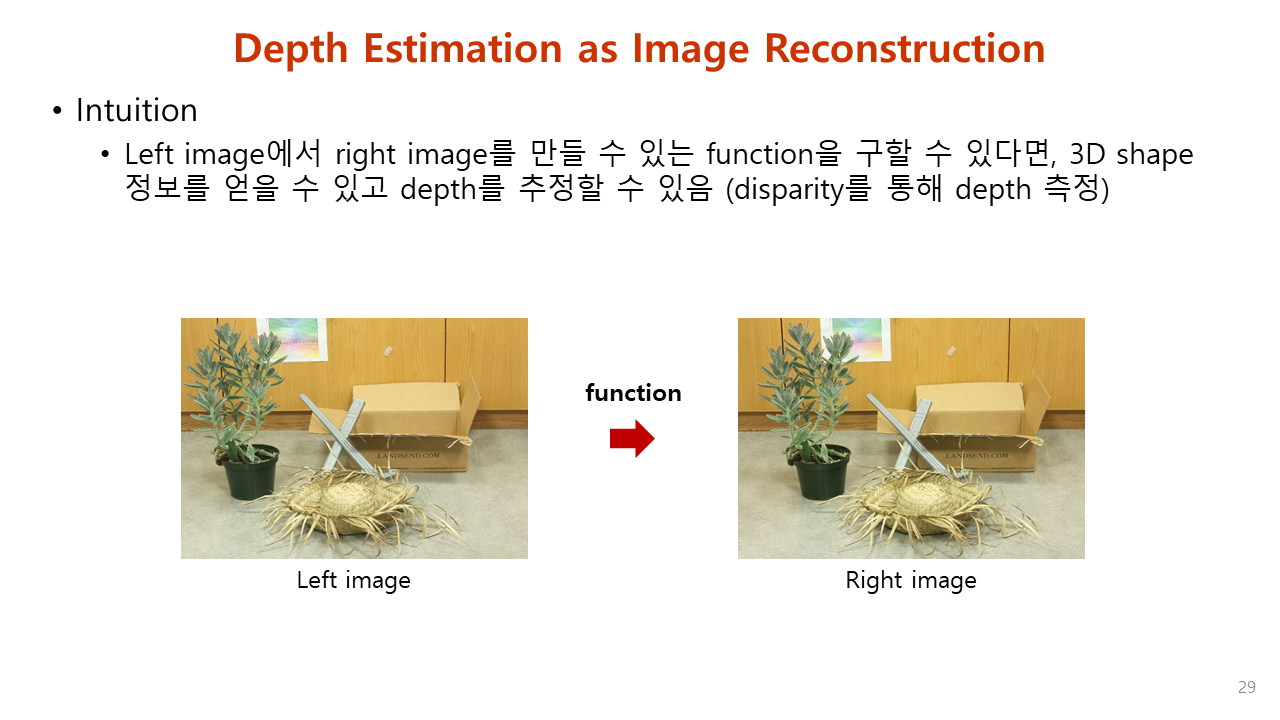 Depth Estimation as Image Reconstruction
• Intuition
• Left image에서 right image를 만들 수 있는 function을 구할 수 있다면, 3D shape
정보를 얻을 수 있고 depth를 추정할 수 있음 (disparity를 통해 depth 측정)
function
LANDSEND.COM
LANDSEND.COM
Left image
Right image
29